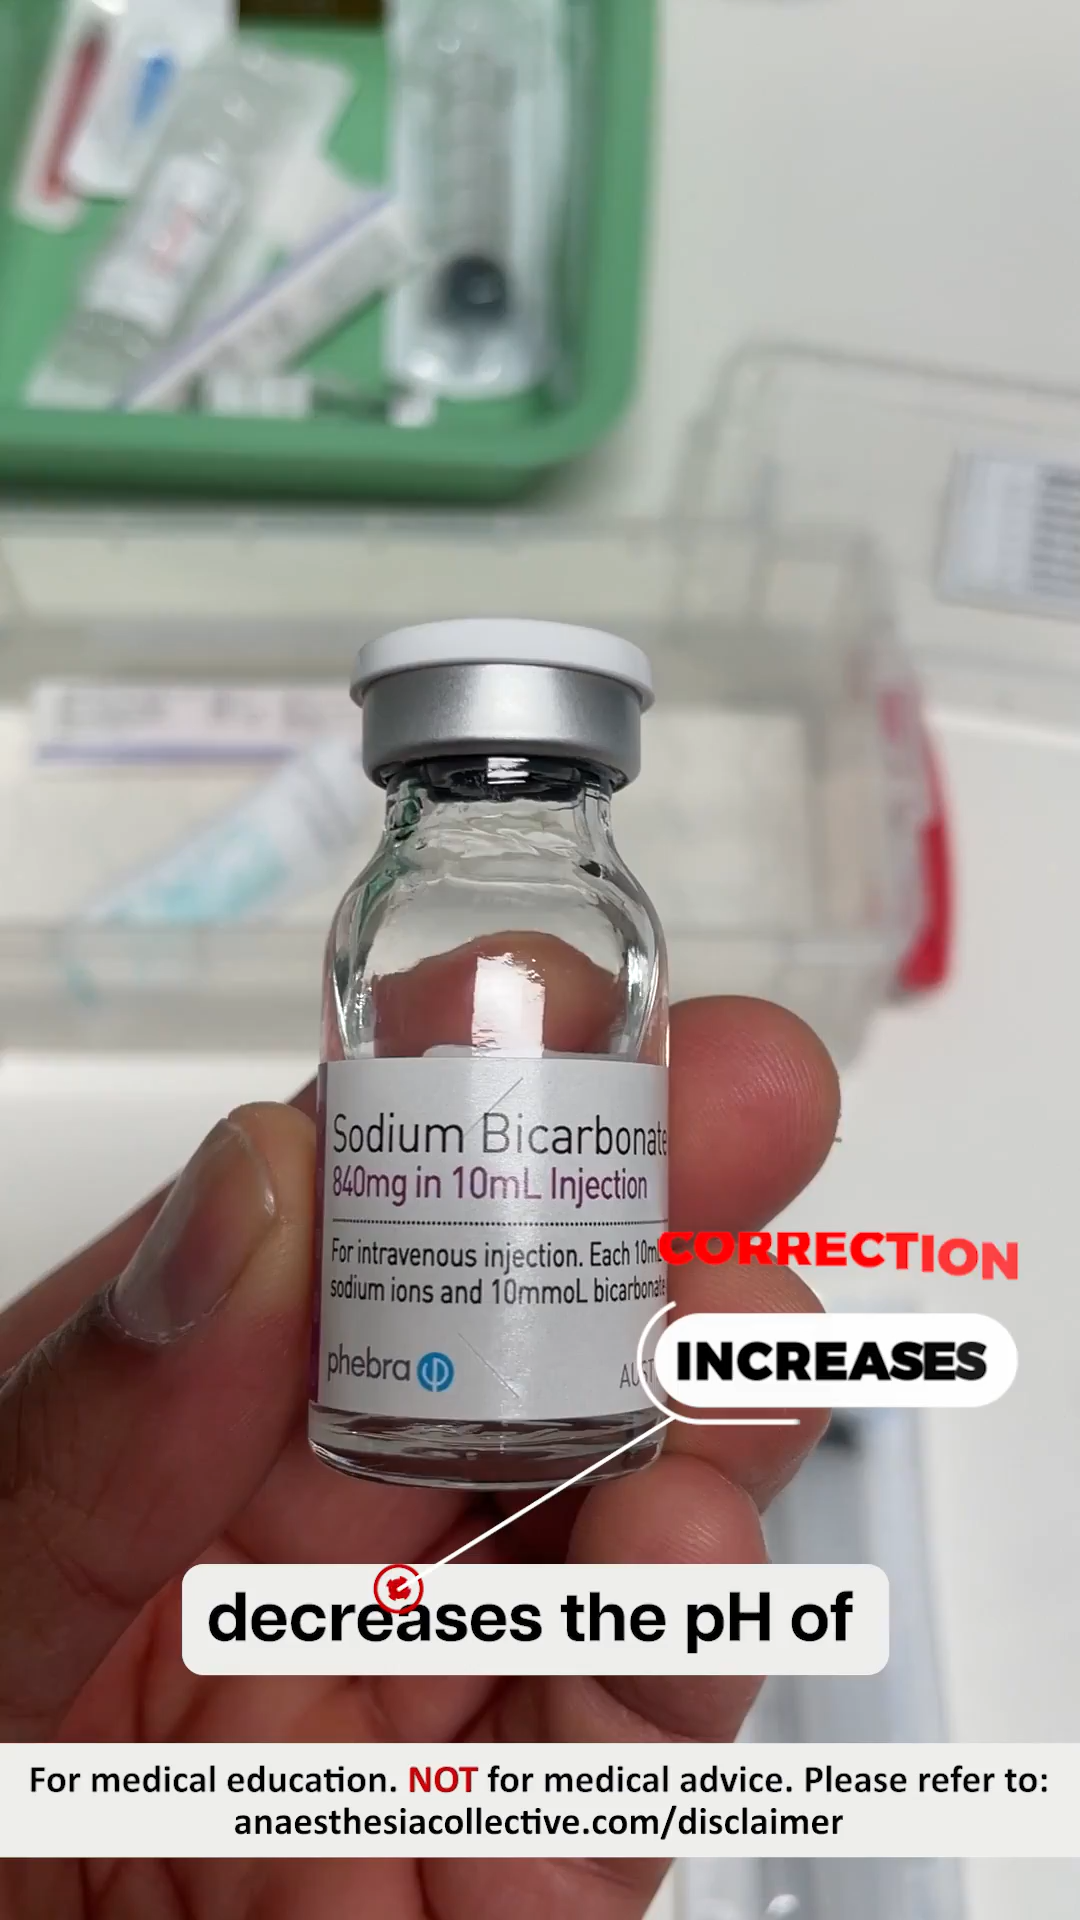 Sodium Bicarbonate
840mg in 10mL Injection
For intravenous injection. Each 10mL
sodium ions and 10mmoL bicarbonate
phebra
AUST
CORRECTION
INCREASES
decreases the pH of
For medical education. NOT for medical advice. Please refer to:
anaesthesiacollective.com/disclaimer